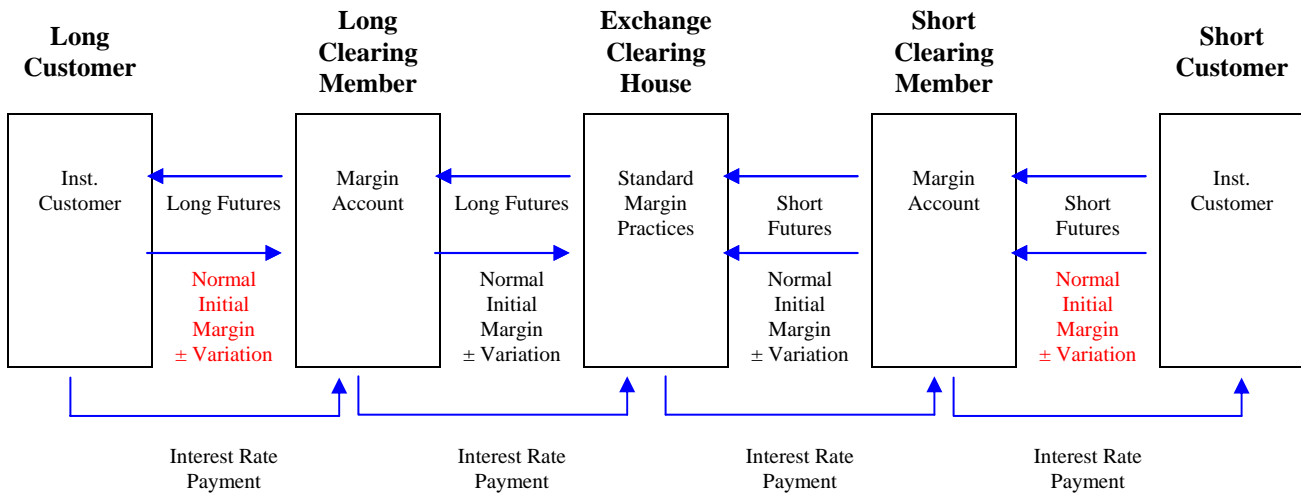 Long
Customer
Long
Clearing
Member
Exchange
Clearing
House
Short
Clearing
Member
Short
Customer
Inst.
Customer
Long Futures
Normal
Initial
Margin
± Variation
Margin
Account
Long Futures
Normal
Initial
Margin
± Variation
Standard
Margin
Practices
Short
Futures
Normal
Initial
Margin
± Variation
Margin
Account
Short
Futures
Normal
Initial
Margin
± Variation
Inst.
Customer
Interest Rate
Payment
Interest Rate
Payment
Interest Rate
Payment
Interest Rate
Payment